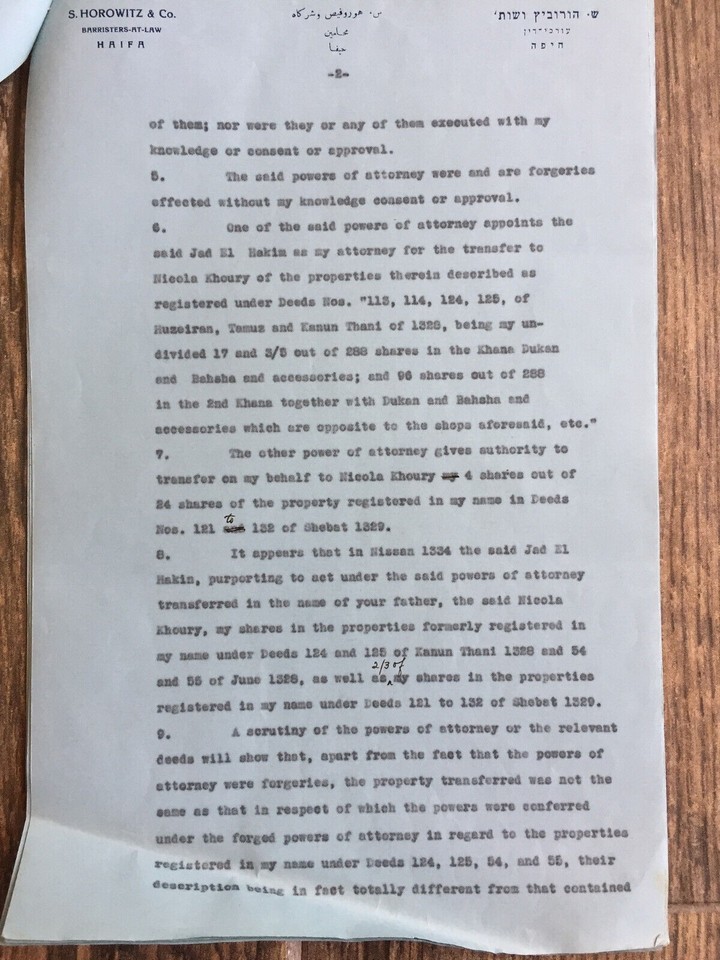 S. HOROWITZ & Co.
BARRISTERS-AT-LAW
HAIFA
س. هوروفيص وشركاه
محامين
حيفا
ש. הורוביץ ושות'
עורכי-דין
חיפה
-2-
of them; nor were they or any of them executed with my
knowledge or consent or approval.
5. The said powers of attorney were and are forgeries
effected without my knowledge consent or approval.
6. One of the said powers of attorney appoints the
said Jad El Hakim as my attorney for the transfer to
Nicola Khoury of the properties therein described as
registered under Deeds Nos. "113, 114, 124, 125, of
Huzeiran, Tamuz and Kanun Thani of 1328, being my un-
divided 17 and 3/5 out of 288 shares in the Khans Dukan
and Bahsha and accessories; and 96 shares out of 288
in the 2nd Khans together with Dukan and Bahsha and
accessories which are opposite to the shops aforesaid, etc."
7. The other power of attorney gives authority to
transfer on my behalf to Nicola Khoury my 4 shares out of
24 shares of the property registered in my name in Deeds
Nos. 121 to 132 of Shebat 1329.
8. It appears that in Nissan 1334 the said Jad El
Hakim, purporting to act under the said powers of attorney
transferred in the name of your father, the said Nicola
Khoury, my shares in the properties formerly registered in
my name under Deeds 124 and 125 of Kanun Thani 1328 and 54
and 55 of June 1328, as well as 2/3 of my shares in the properties
registered in my name under Deeds 121 to 132 of Shebat 1329.
9. A scrutiny of the powers of attorney or the relevant
deeds will show that, apart from the fact that the powers of
attorney were forgeries, the property transferred was not the
same as that in respect of which the powers were conferred
under the forged powers of attorney in regard to the properties
registered in my name under Deeds 124, 125, 54, and 55, their
description being in fact totally different from that contained